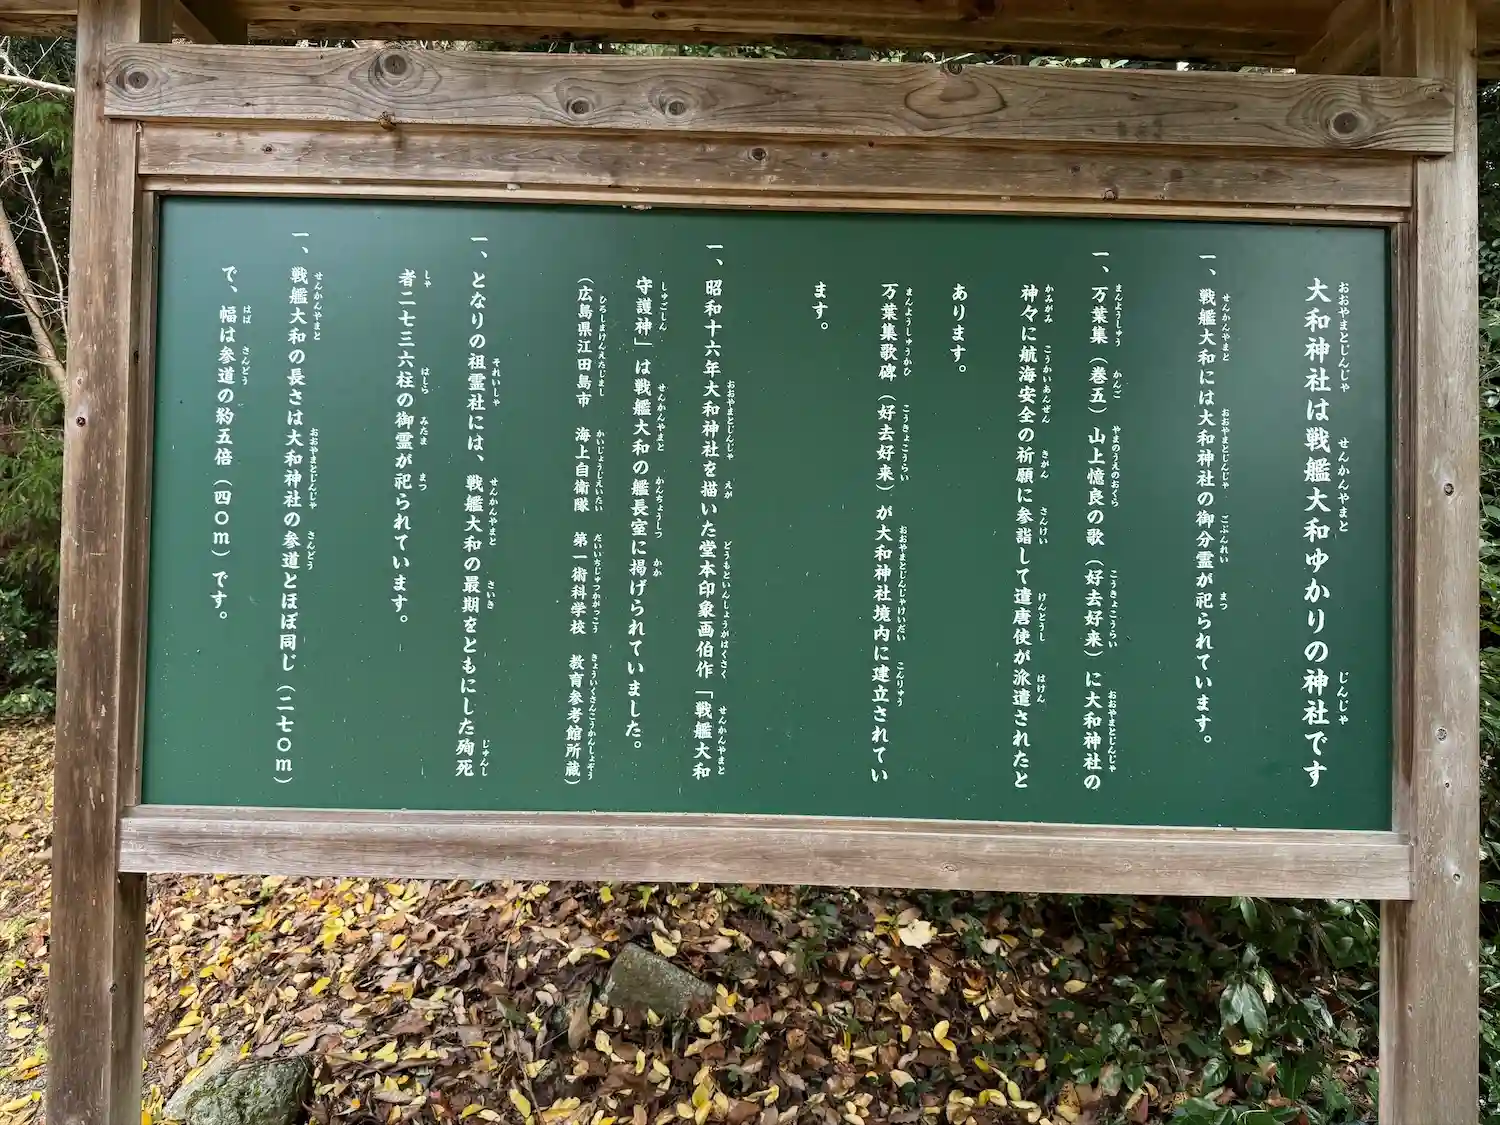 大和神社は戦艦大和ゆかりの神社です
一、戦艦大和には大和神社の御分霊が祀られています。
一、万葉集（巻五）山上憶良の歌（好去好来）に大和神社の
神々に航海安全の祈願に参詣して遣唐使が派遣されたと
あります。
万葉集歌碑（好去好来）が大和神社境内に建立されてい
ます。
一、昭和十六年大和神社を描いた堂本印象画伯作「戦艦大和
守護神」は戦艦大和の艦長室に掲げられていました。
（広島県江田島市　海上自衛隊　第一術科学校　教育参考館所蔵）
一、となりの祖霊社には、戦艦大和の最期をともにした殉死
者二七三六柱の御霊が祀られています。
一、戦艦大和の長さは大和神社の参道とほぼ同じ（二七〇ｍ）
で、幅は参道の約五倍（四〇ｍ）です。